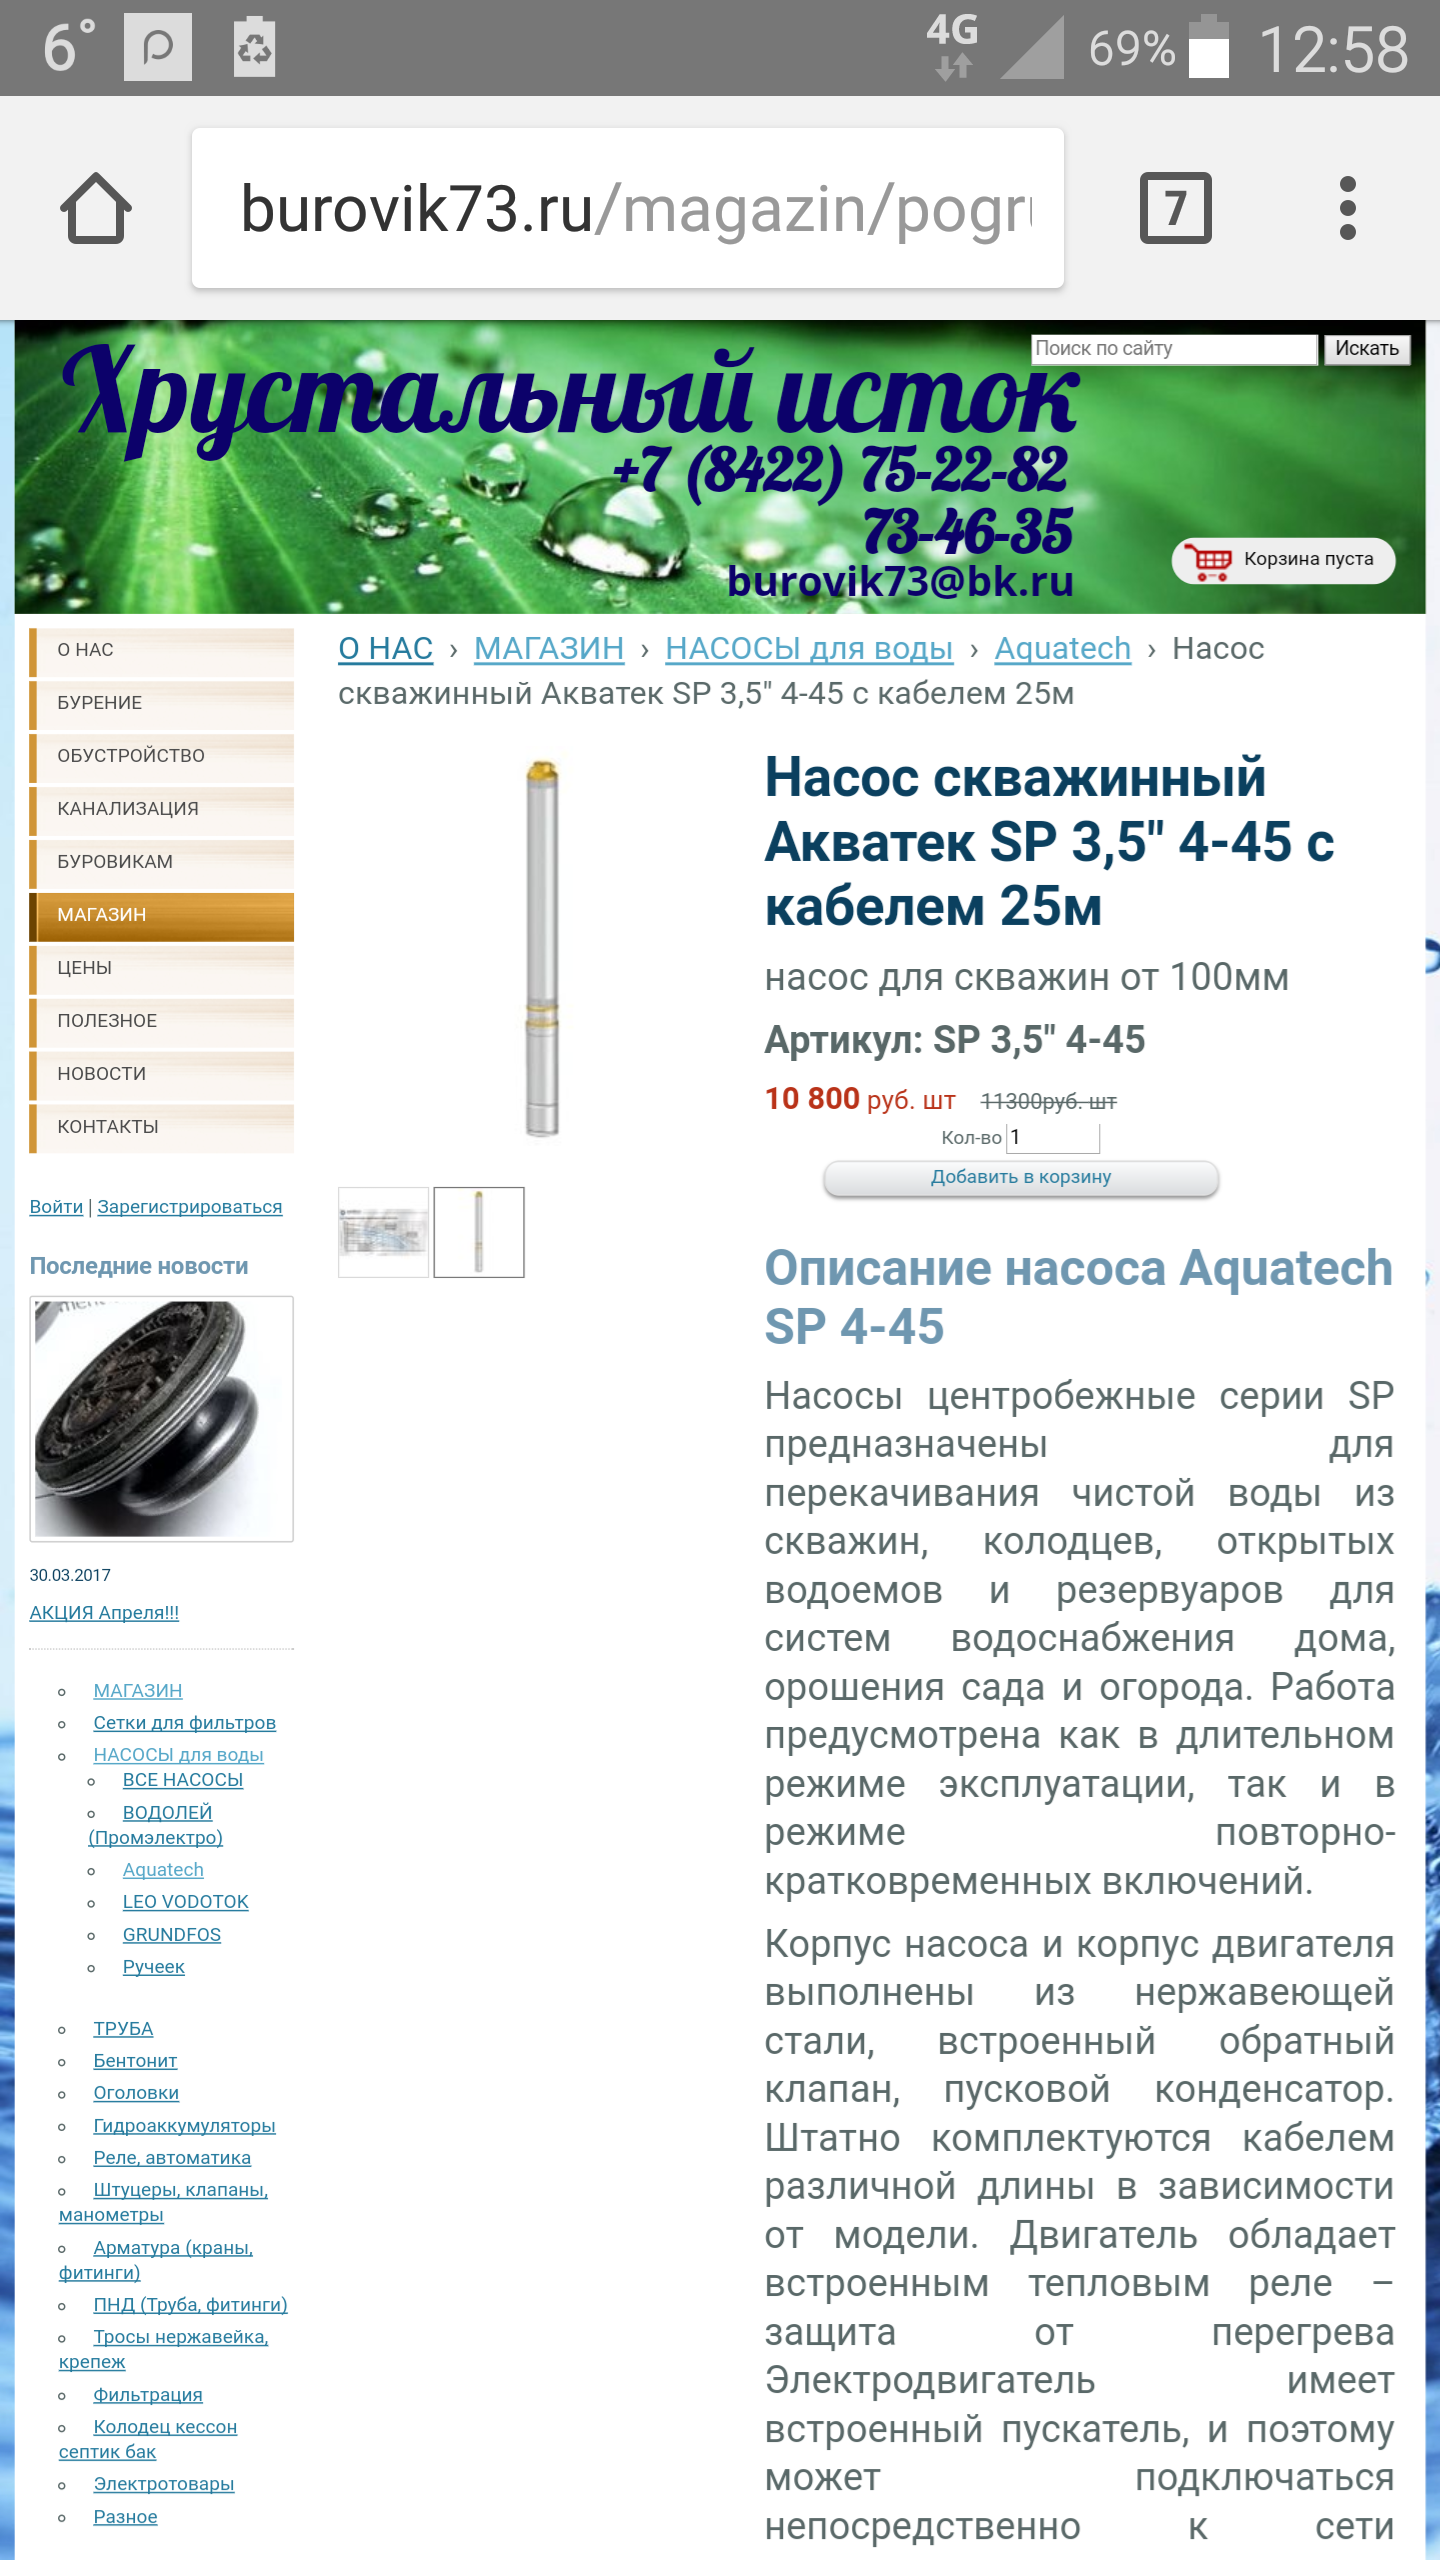 6°
4G 69% 12:58
burovik73.ru/magazin/pogr
7
Хрустальный исток
Поиск по сайту
Искать
+7 (8422) 75-22-82
73-46-35
burovik73@bk.ru
Корзина пуста
О НАС
БУРЕНИЕ
ОБУСТРОЙСТВО
КАНАЛИЗАЦИЯ
БУРОВИКАМ
МАГАЗИН
ЦЕНЫ
ПОЛЕЗНОЕ
НОВОСТИ
КОНТАКТЫ
Войти | Зарегистрироваться
Последние новости
30.03.2017
АКЦИЯ Апреля!!!
МАГАЗИН
Сетки для фильтров
НАСОСЫ для воды
ВСЕ НАСОСЫ
ВОДОЛЕЙ
(Промэлектро)
Aquatech
LEO VODOTOK
GRUNDFOS
Ручеек
ТРУБА
Бентонит
Оголовки
Гидроаккумуляторы
Реле, автоматика
Штуцеры, клапаны,
манометры
Арматура (краны,
фитинги)
ПНД (Труба, фитинги)
Тросы нержавейка,
крепеж
Фильтрация
Колодец кессон
септик бак
Электротовары
Разное
О НАС › МАГАЗИН › НАСОСЫ для воды › Aquatech › Насос
скважинный Акватек SP 3,5" 4-45 с кабелем 25м
Насос скважинный
Акватек SP 3,5" 4-45 с
кабелем 25м
насос для скважин от 100мм
Артикул: SP 3,5" 4-45
10 800 руб. шт 11300руб. шт
Кол-во 1
Добавить в корзину
Описание насоса Aquatech
SP 4-45
Насосы центробежные серии SP
предназначены для
перекачивания чистой воды из
скважин, колодцев, открытых
водоемов и резервуаров для
систем водоснабжения дома,
орошения сада и огорода. Работа
предусмотрена как в длительном
режиме эксплуатации, так и в
режиме повторно-
кратковременных включений.
Корпус насоса и корпус двигателя
выполнены из нержавеющей
стали, встроенный обратный
клапан, пусковой конденсатор.
Штатно комплектуются кабелем
различной длины в зависимости
от модели. Двигатель обладает
встроенным тепловым реле –
защита от перегрева
Электродвигатель имеет
встроенный пускатель, и поэтому
может подключаться
непосредственно к сети